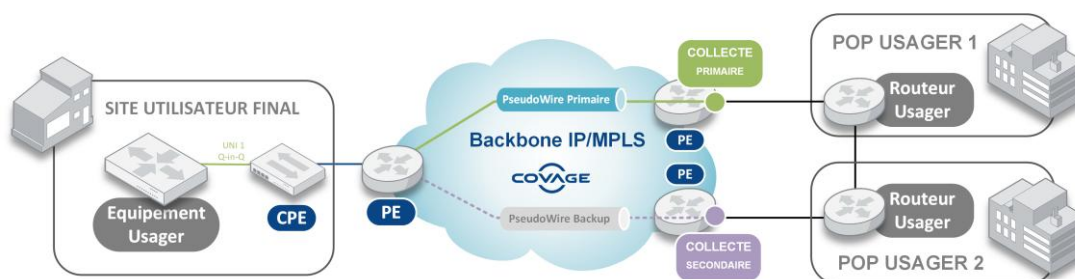 SITE UTILISATEUR FINAL
UNI 1
Q-in-Q
Equipement
Usager
CPE
PE
PseudoWire Primaire
Backbone IP/MPLS
COVAGE
PseudoWire Backup
COLLECTE
PRIMAIRE
PE
PE
COLLECTE
SECONDAIRE
POP USAGER 1
Routeur
Usager
Routeur
Usager
POP USAGER 2